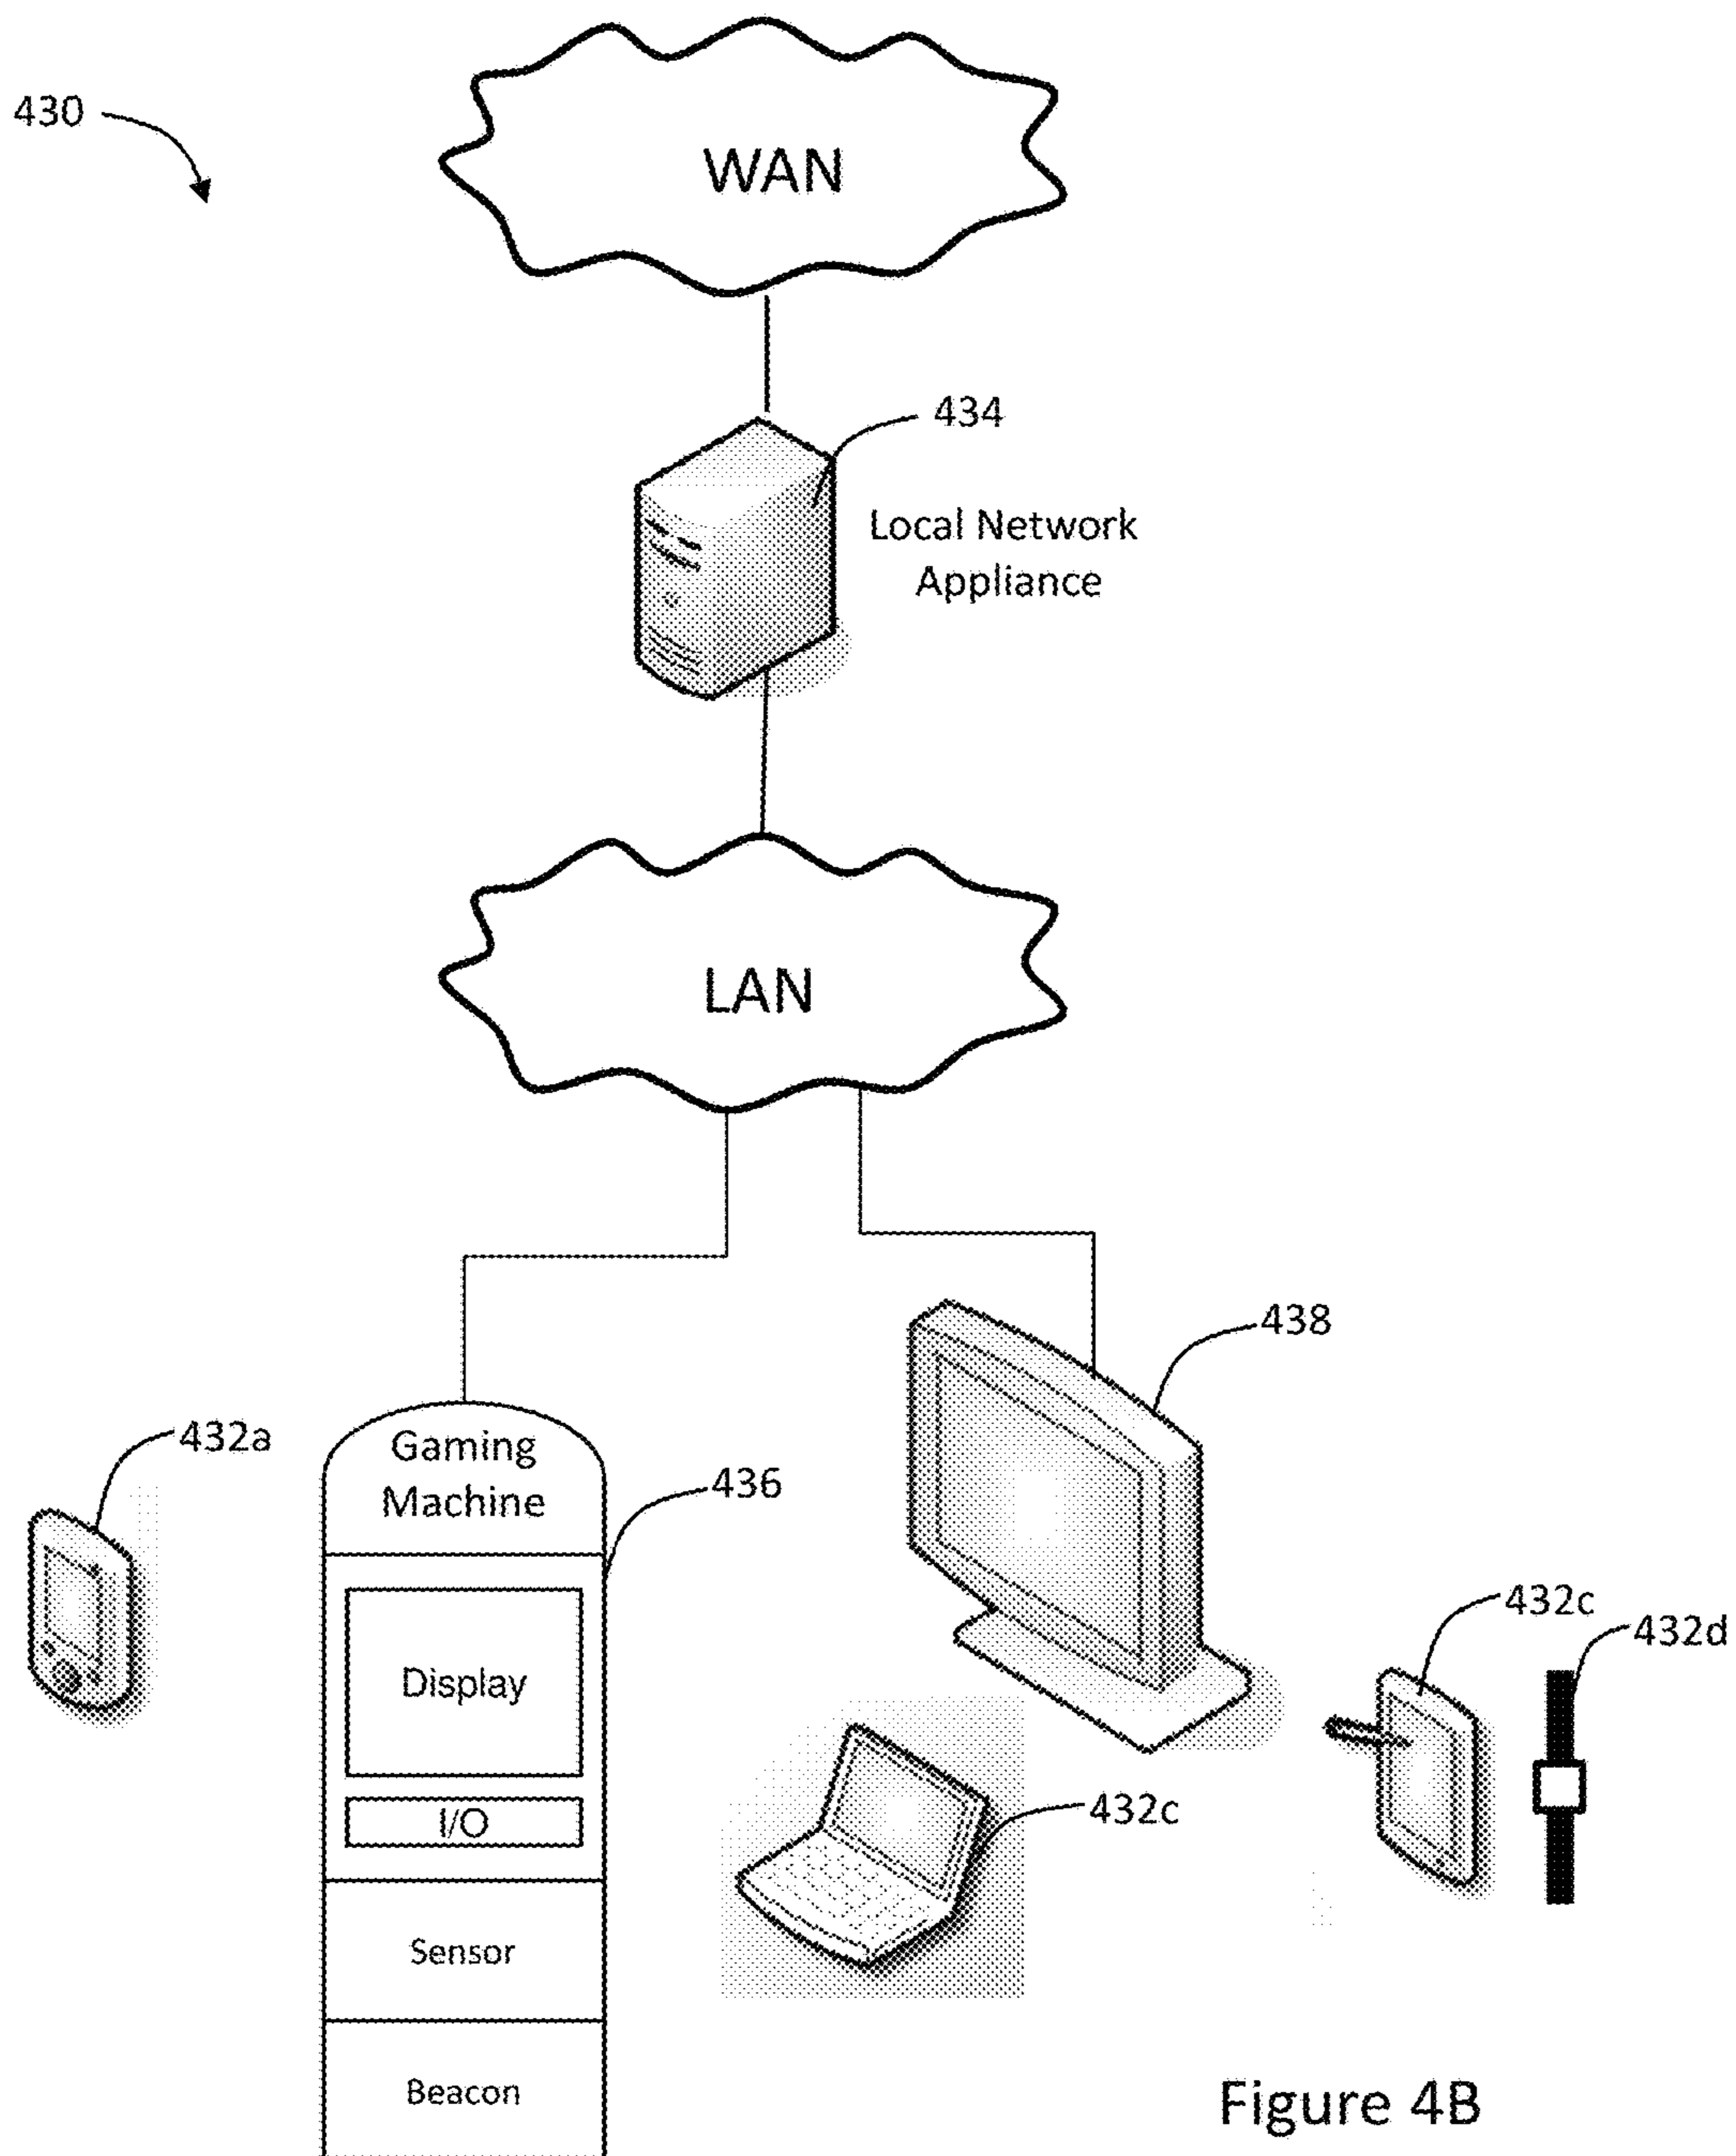 430
WAN
434
Local Network
Appliance
LAN
438
432a
Gaming
Machine
436
432c
432d
Display
432c
I/O
Sensor
Beacon
Figure 4B